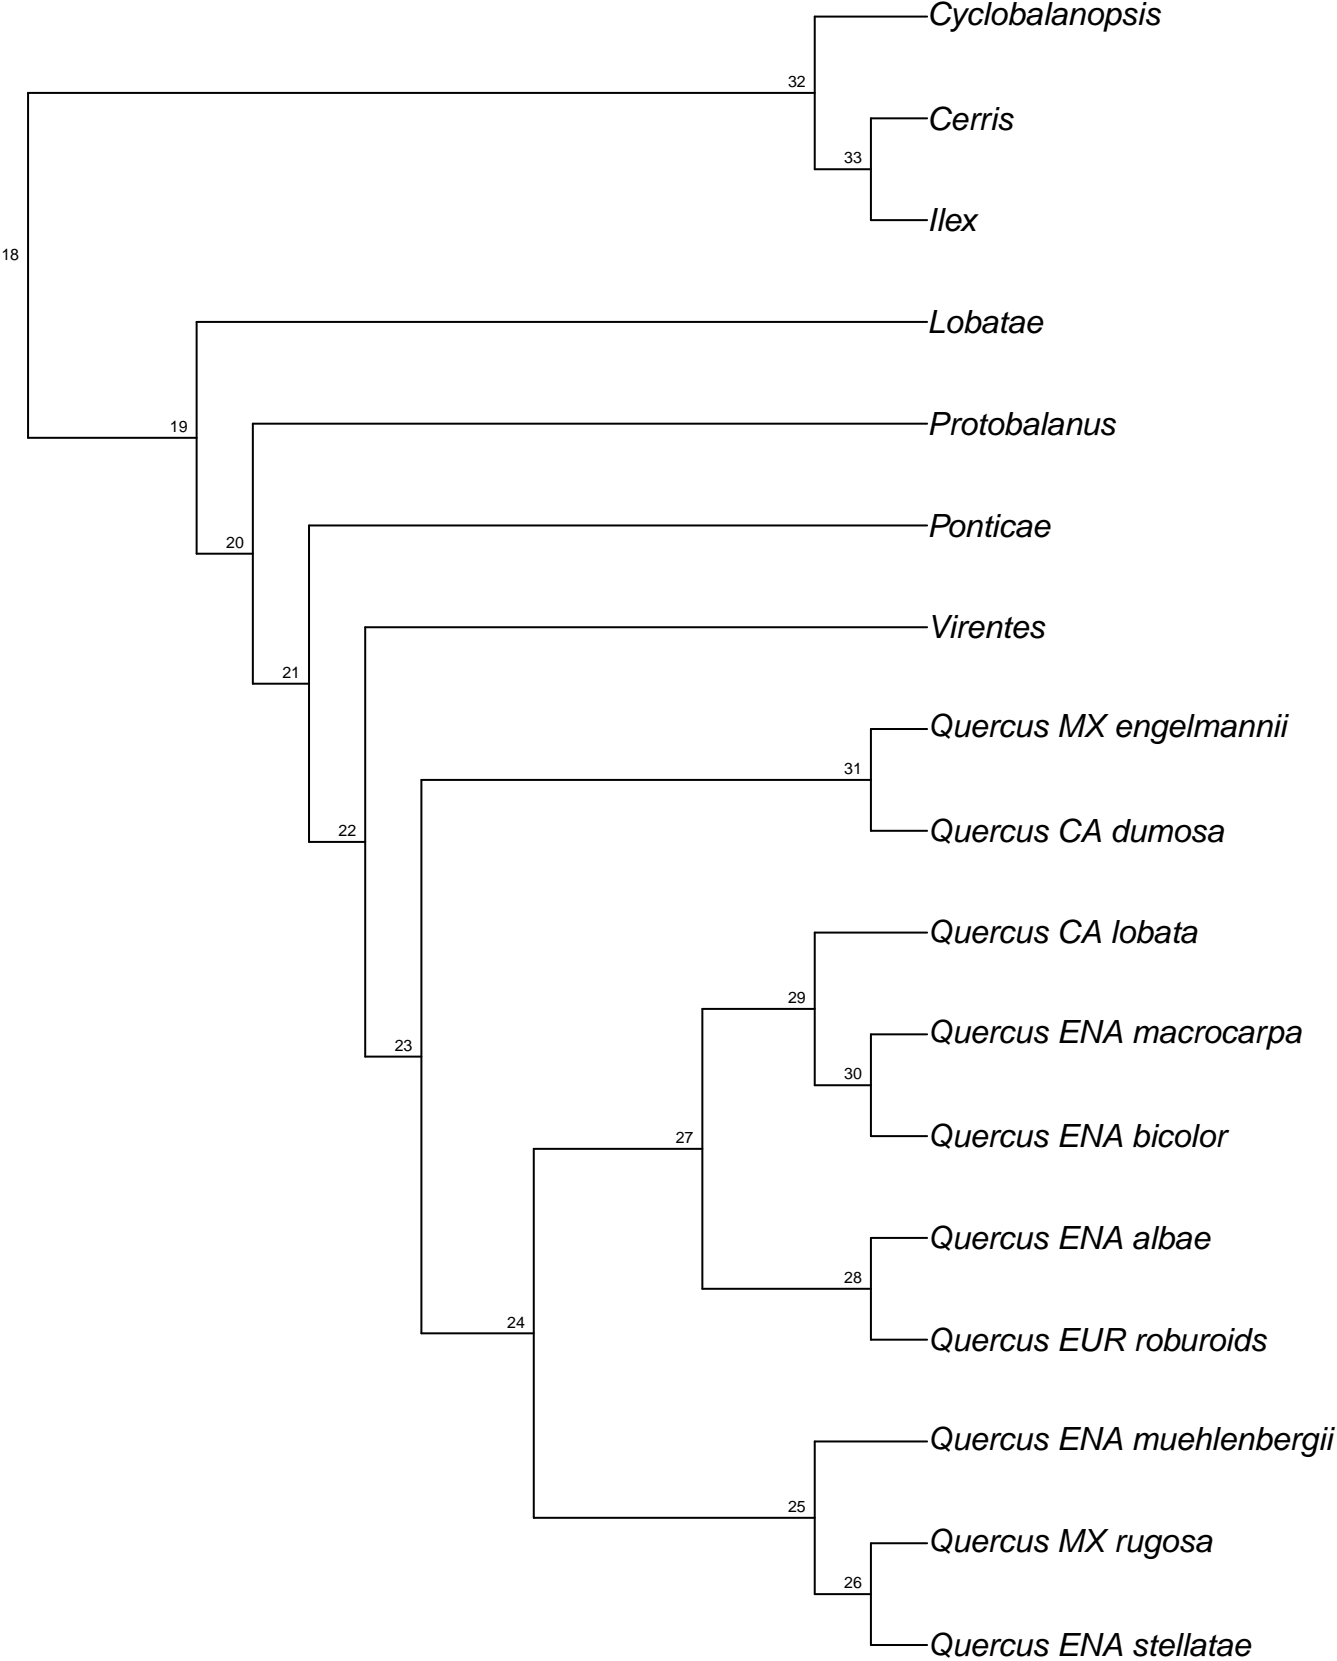 Cyclobalanopsis
32
Cerris
33
Ilex
18
Lobatae
19
Protobalanus
20
Ponticae
21
Virentes
Quercus MX engelmannii
31
Quercus CA dumosa
22
Quercus CA lobata
29
Quercus ENA macrocarpa
23
30
Quercus ENA bicolor
27
Quercus ENA albae
28
24
Quercus EUR roburoids
Quercus ENA muehlenbergii
25
Quercus MX rugosa
26
Quercus ENA stellatae